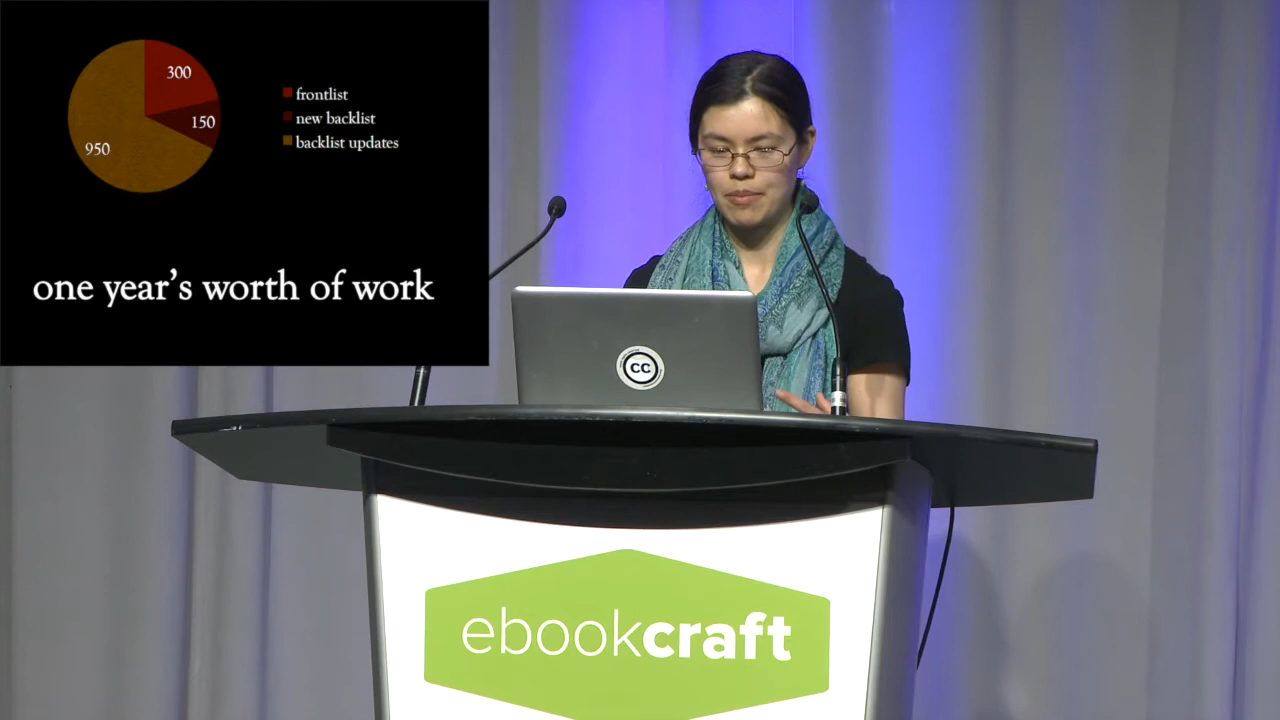 300
150
950
frontlist
new backlist
backlist updates
one year's worth of work
CC
ebookcraft